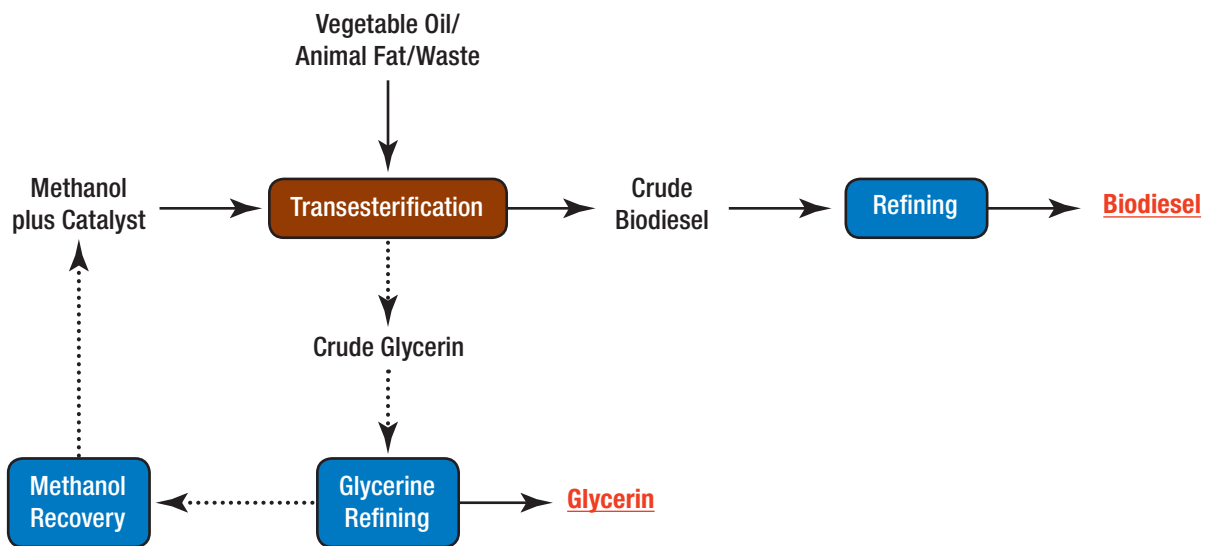 Vegetable Oil/
Animal Fat/Waste
Methanol
plus Catalyst
Transesterification
Crude
Biodiesel
Refining
Biodiesel
Crude Glycerin
Methanol
Recovery
Glycerine
Refining
Glycerin